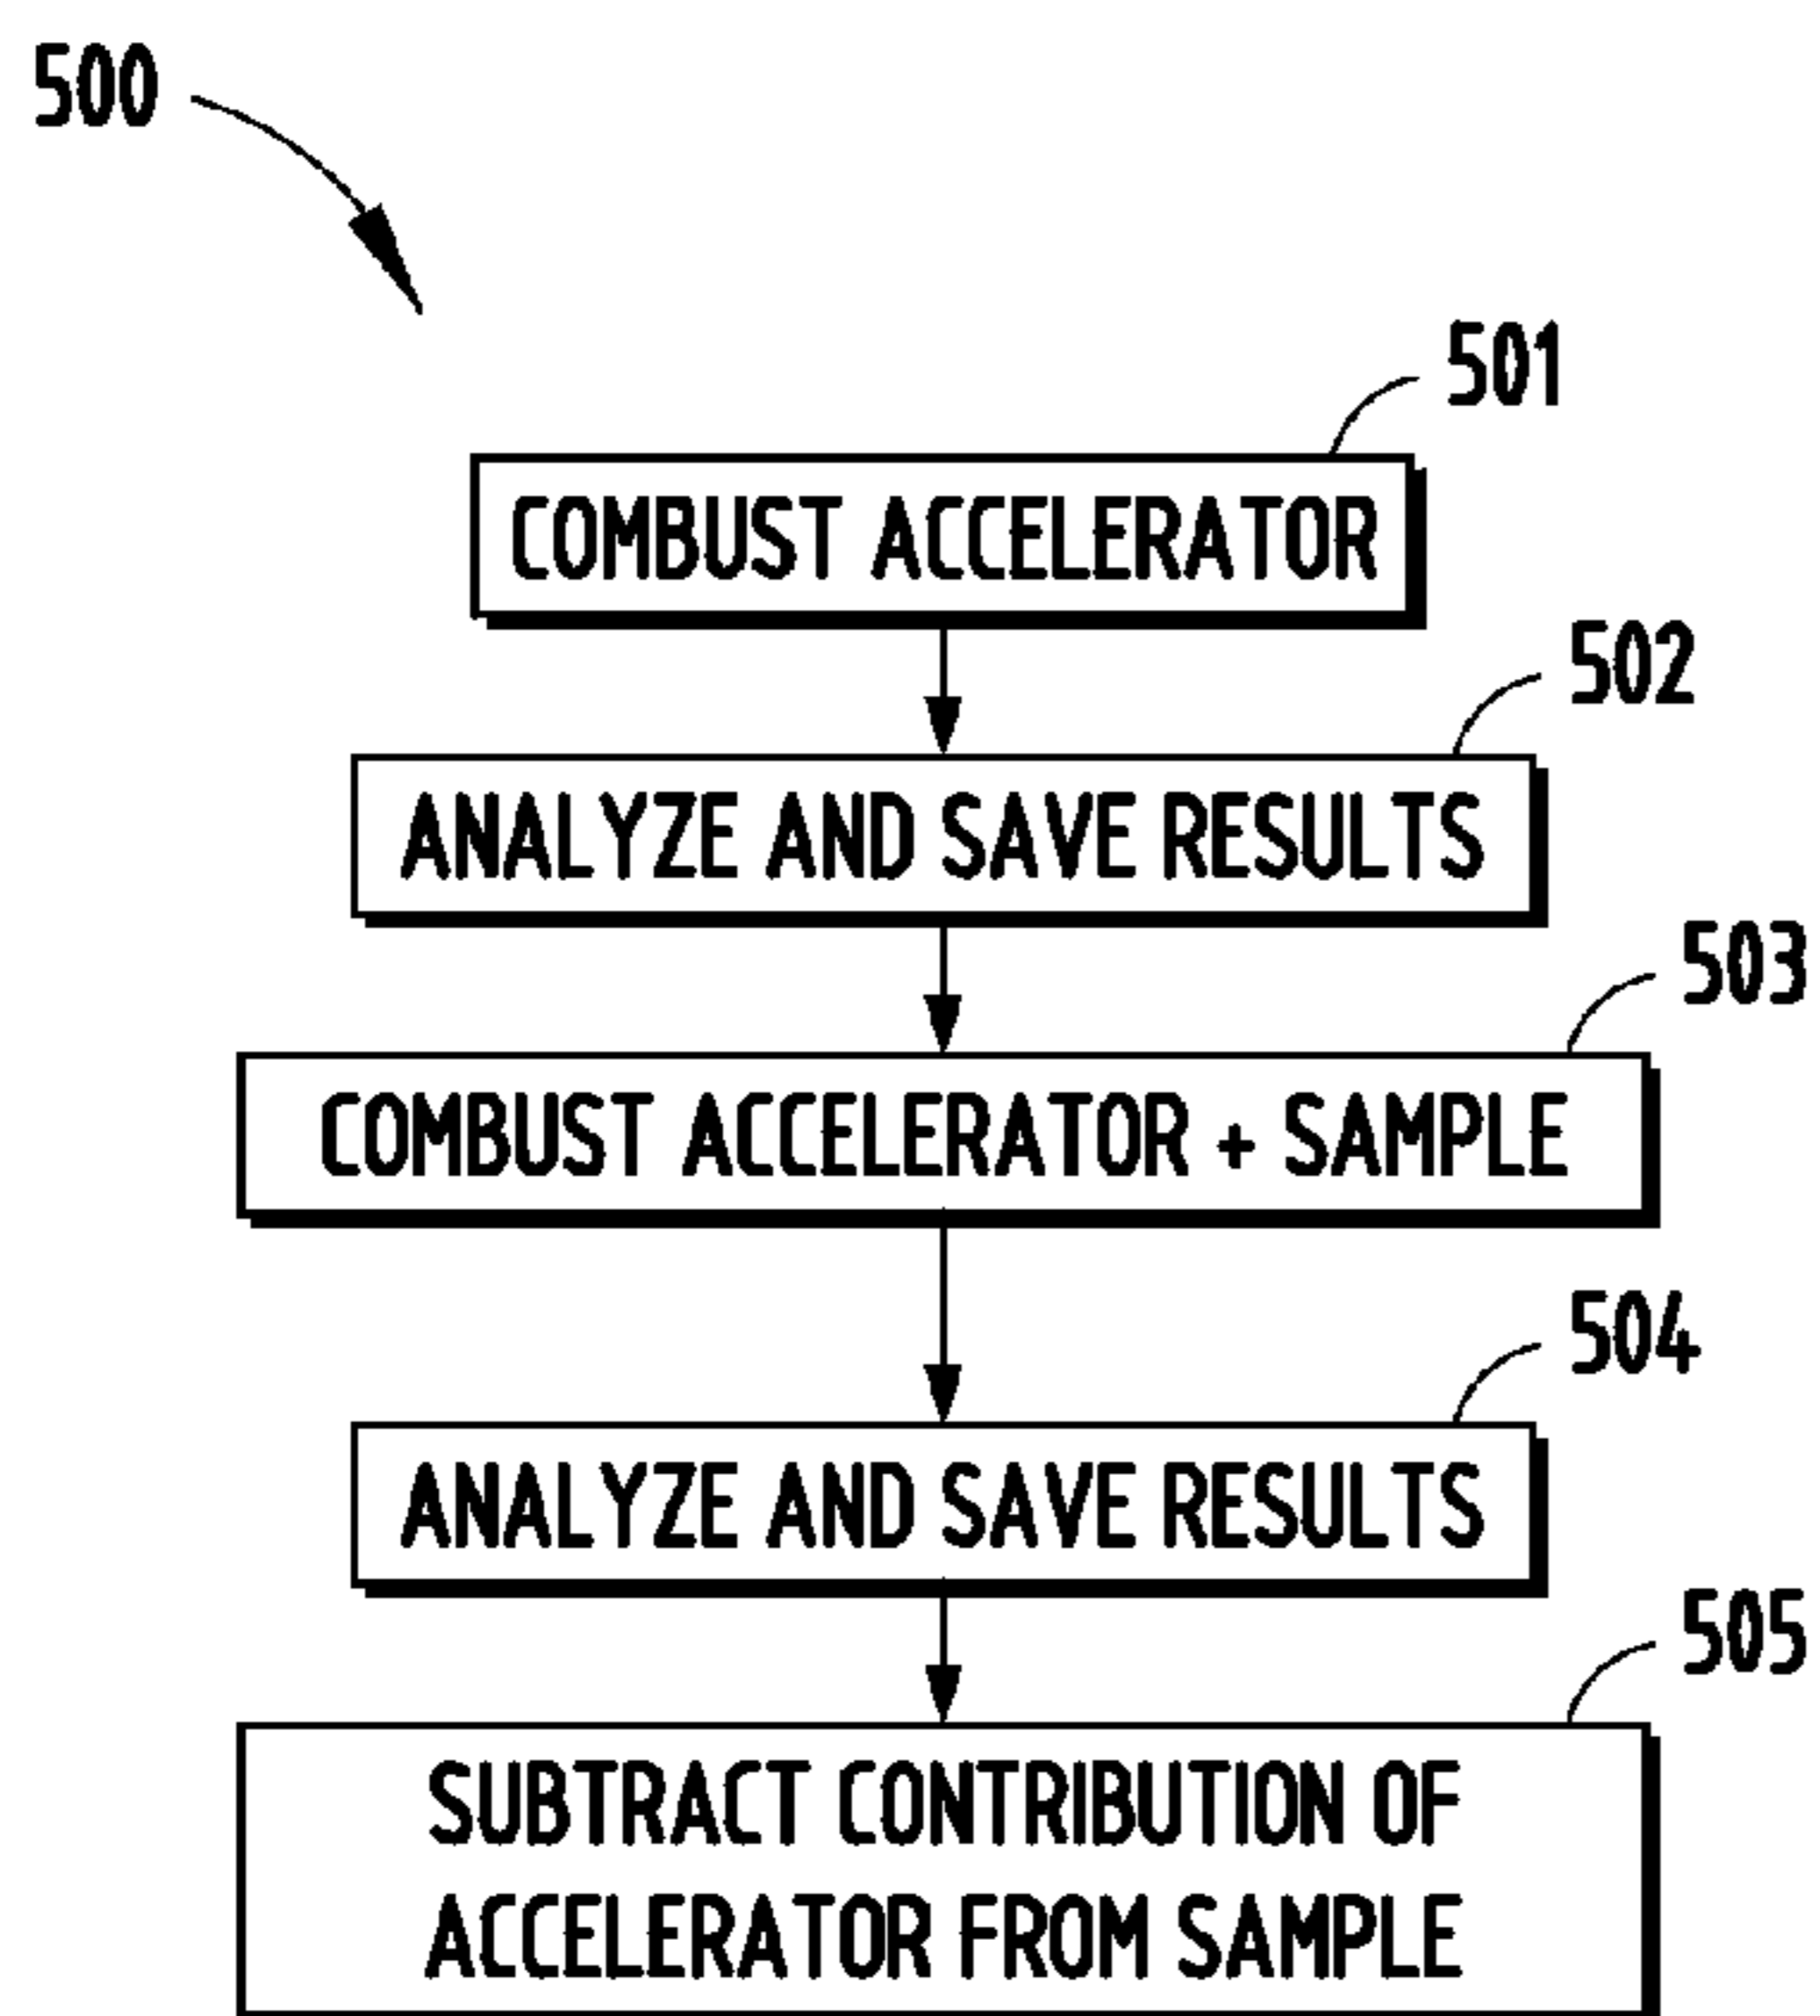 500
501
COMBUST ACCELERATOR
502
ANALYZE AND SAVE RESULTS
503
COMBUST ACCELERATOR + SAMPLE
504
ANALYZE AND SAVE RESULTS
505
SUBTRACT CONTRIBUTION OF
ACCELERATOR FROM SAMPLE